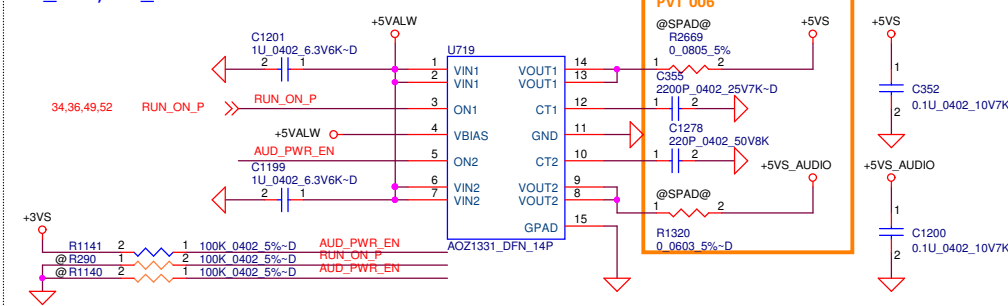 PVT 006
+5VALW
@SPAD@
+5VS
+5VS
C1201
1U_0402_6.3V6K~D
2 1
U719
R2669
0_0805_5%
1 VIN1 VOUT1 14
2 VIN1 VOUT1 13
1 2
C355
2200P_0402_25V7K~D
1
C352
2
0.1U_0402_10V7K
34,36,49,52 RUN_ON_P RUN_ON_P
3 ON1 CT1 12
1 2
+5VALW
4 VBIAS GND 11
C1278
220P_0402_50V8K
AUD_PWR_EN
5 ON2 CT2 10
1 2
+5VS_AUDIO
+5VS_AUDIO
C1199
1U_0402_6.3V6K~D
2 1
6 VIN2 VOUT2 9
7 VIN2 VOUT2 8
@SPAD@
1 2
R1320
0_0603_5%~D
1
C1200
2
0.1U_0402_10V7K
GPAD 15
AOZ1331_DFN_14P
+3VS
R1141 2 1 100K_0402_5%~D AUD_PWR_EN
@ R290 1 2 100K_0402_5%~D RUN_ON_P
@ R1140 2 1 100K_0402_5%~D AUD_PWR_EN